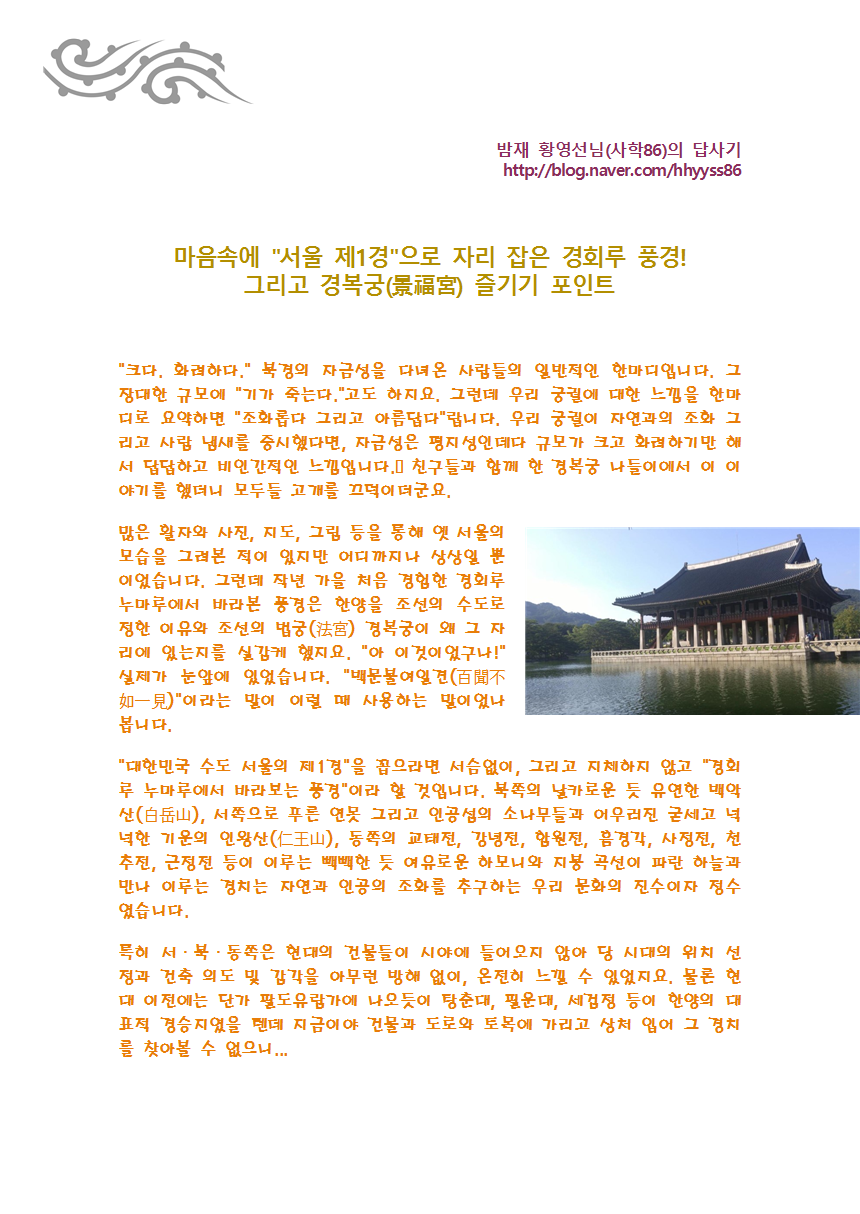 밤재 황영선님(사학86)의 답사기
http://blog.naver.com/hhyyss86
마음속에 "서울 제1경"으로 자리 잡은 경회루 풍경!
그리고 경복궁(景福宮) 즐기기 포인트
"크다. 화려하다." 북경의 자금성을 다녀온 사람들의 일반적인 한마디입니다. 그
장대한 규모에 "기가 죽는다."고도 하지요. 그런데 우리 궁궐에 대한 느낌을 한마
디로 요약하면 "조화롭다 그리고 아름답다"랍니다. 우리 궁궐이 자연과의 조화 그
리고 사람 냄새를 중시했다면, 자금성은 평지성인데다 규모가 크고 화려하기만 해
서 답답하고 비인간적인 느낌입니다. 친구들과 함께 한 경복궁 나들이에서 이 이
야기를 했더니 모두들 고개를 끄덕이더군요.
많은 활자와 사진, 지도, 그림 등을 통해 옛 서울의
모습을 그려본 적이 있지만 어디까지나 상상일 뿐
이었습니다. 그런데 작년 가을 처음 경험한 경회루
누마루에서 바라본 풍경은 한양을 조선의 수도로
정한 이유와 조선의 법궁(法宮) 경복궁이 왜 그 자
리에 있는지를 실감케 했지요. "아 이것이었구나!"
실제가 눈앞에 있었습니다. "백문불여일견(百聞不
如一見)"이라는 말이 이럴 때 사용하는 말이었나
봅니다.
"대한민국 수도 서울의 제1경"을 꼽으라면 서슴없이, 그리고 지체하지 않고 "경회
루 누마루에서 바라보는 풍경"이라 할 것입니다. 북쪽의 날카로운 듯 유연한 백악
산(白岳山), 서쪽으로 푸른 연못 그리고 인공섬의 소나무들과 어우러진 굳세고 넉
넉한 기운의 인왕산(仁王山), 동쪽의 교태전, 강녕전, 함원전, 흠경각, 사정전, 천
추전, 근정전 등이 이루는 빽빽한 듯 여유로운 하모니와 지붕 곡선이 파란 하늘과
만나 이루는 경치는 자연과 인공의 조화를 추구하는 우리 문화의 진수이자 정수
였습니다.
특히 서·북·동쪽은 현대의 건물들이 시야에 들어오지 않아 당 시대의 위치 선
정과 건축 의도 및 감각을 아무런 방해 없이, 온전히 느낄 수 있었지요. 물론 현
대 이전에는 단가 팔도유람가에 나오듯이 탕춘대, 필운대, 세검정 등이 한양의 대
표적 경승지였을 텐데 지금이야 건물과 도로와 토목에 가리고 상처 입어 그 경치
를 찾아볼 수 없으니...